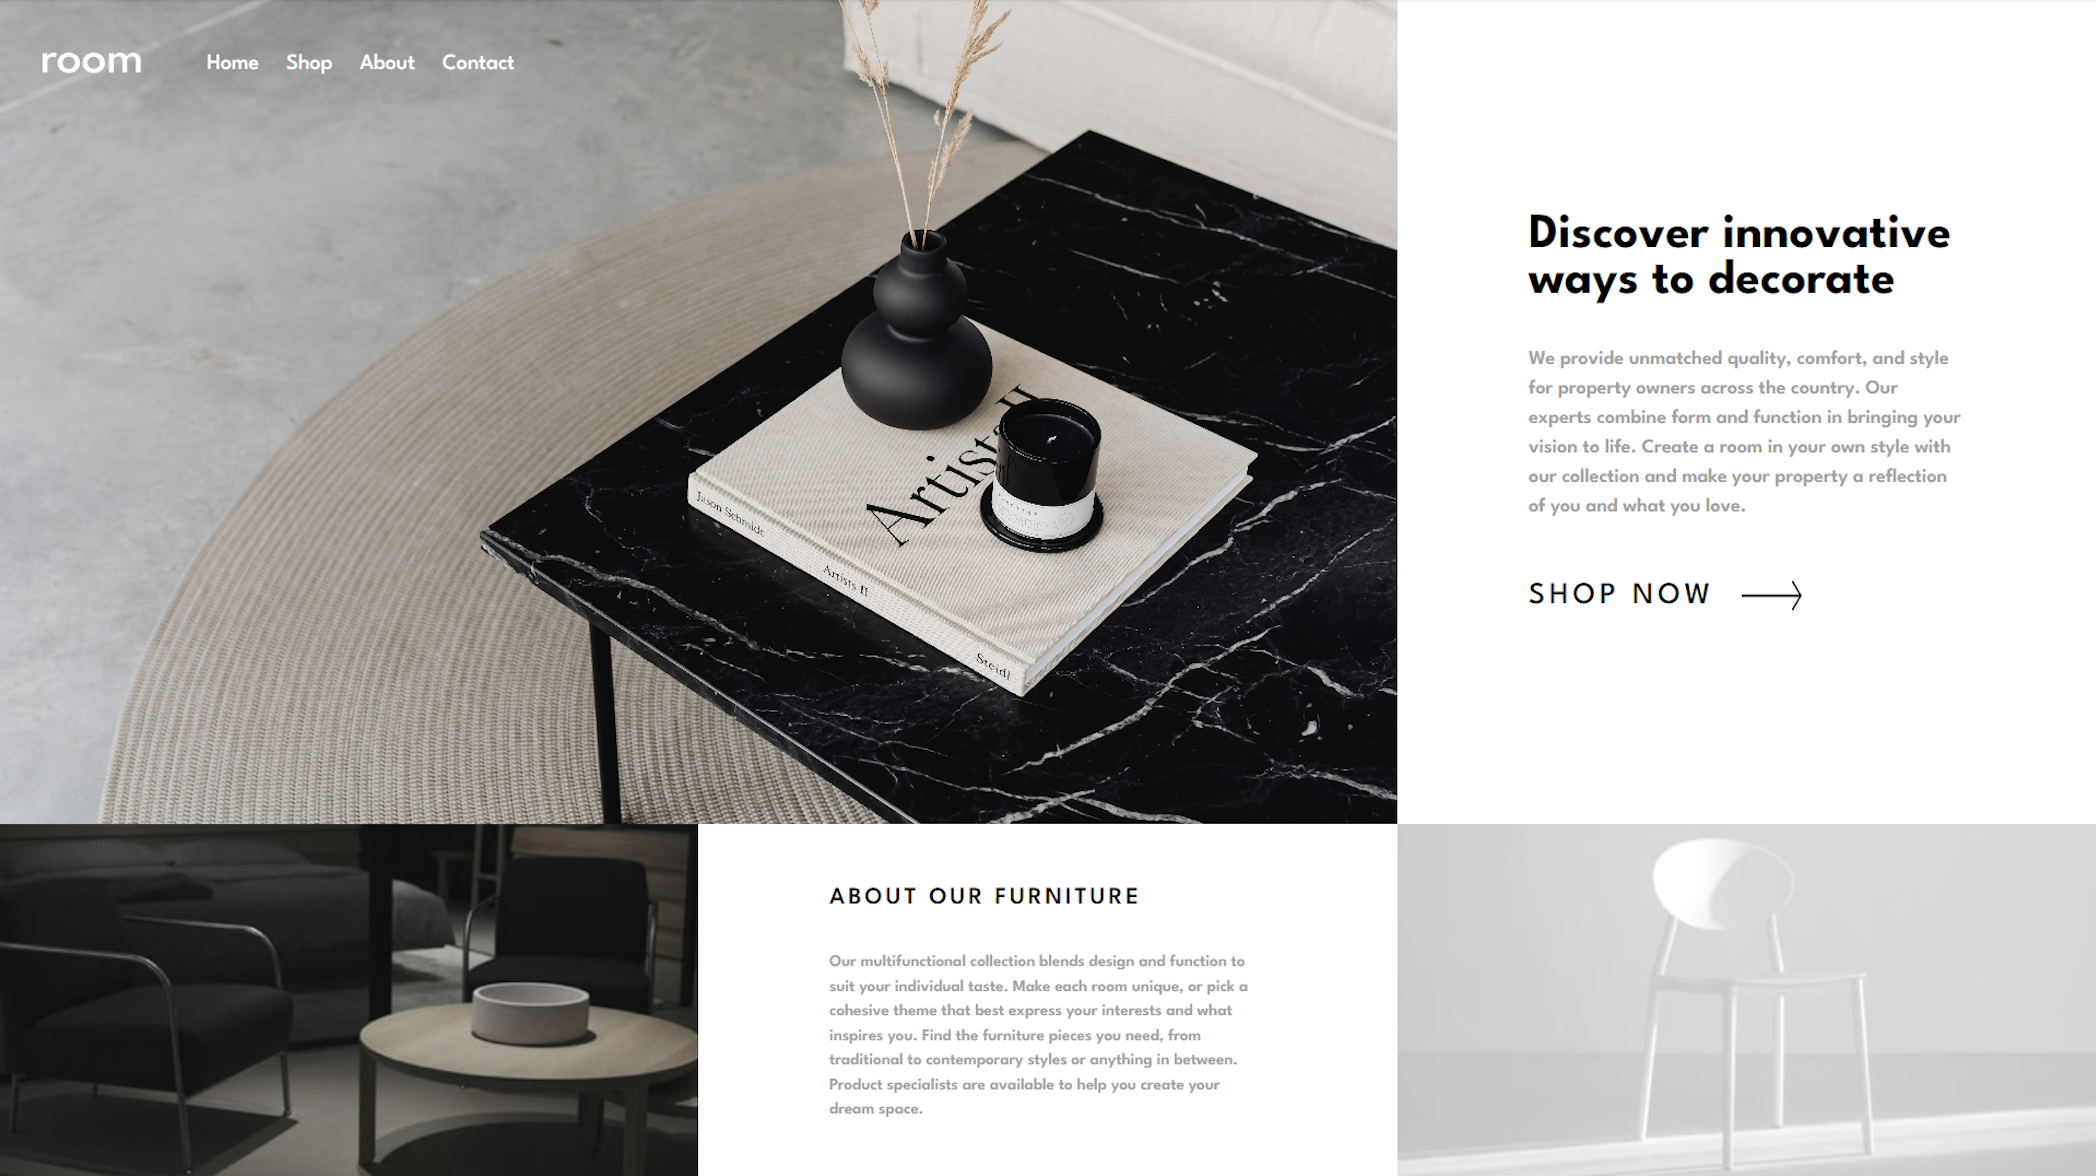 room
Home Shop About Contact
Discover innovative
ways to decorate
We provide unmatched quality, comfort, and style
for property owners across the country. Our
experts combine form and function in bringing your
vision to life. Create a room in your own style with
our collection and make your property a reflection
of you and what you love.
SHOP NOW
Jason Schmidt
Artists II
Steidl
Artists II
ABOUT OUR FURNITURE
Our multifunctional collection blends design and function to
suit your individual taste. Make each room unique, or pick a
cohesive theme that best express your interests and what
inspires you. Find the furniture pieces you need, from
traditional to contemporary styles or anything in between.
Product specialists are available to help you create your
dream space.